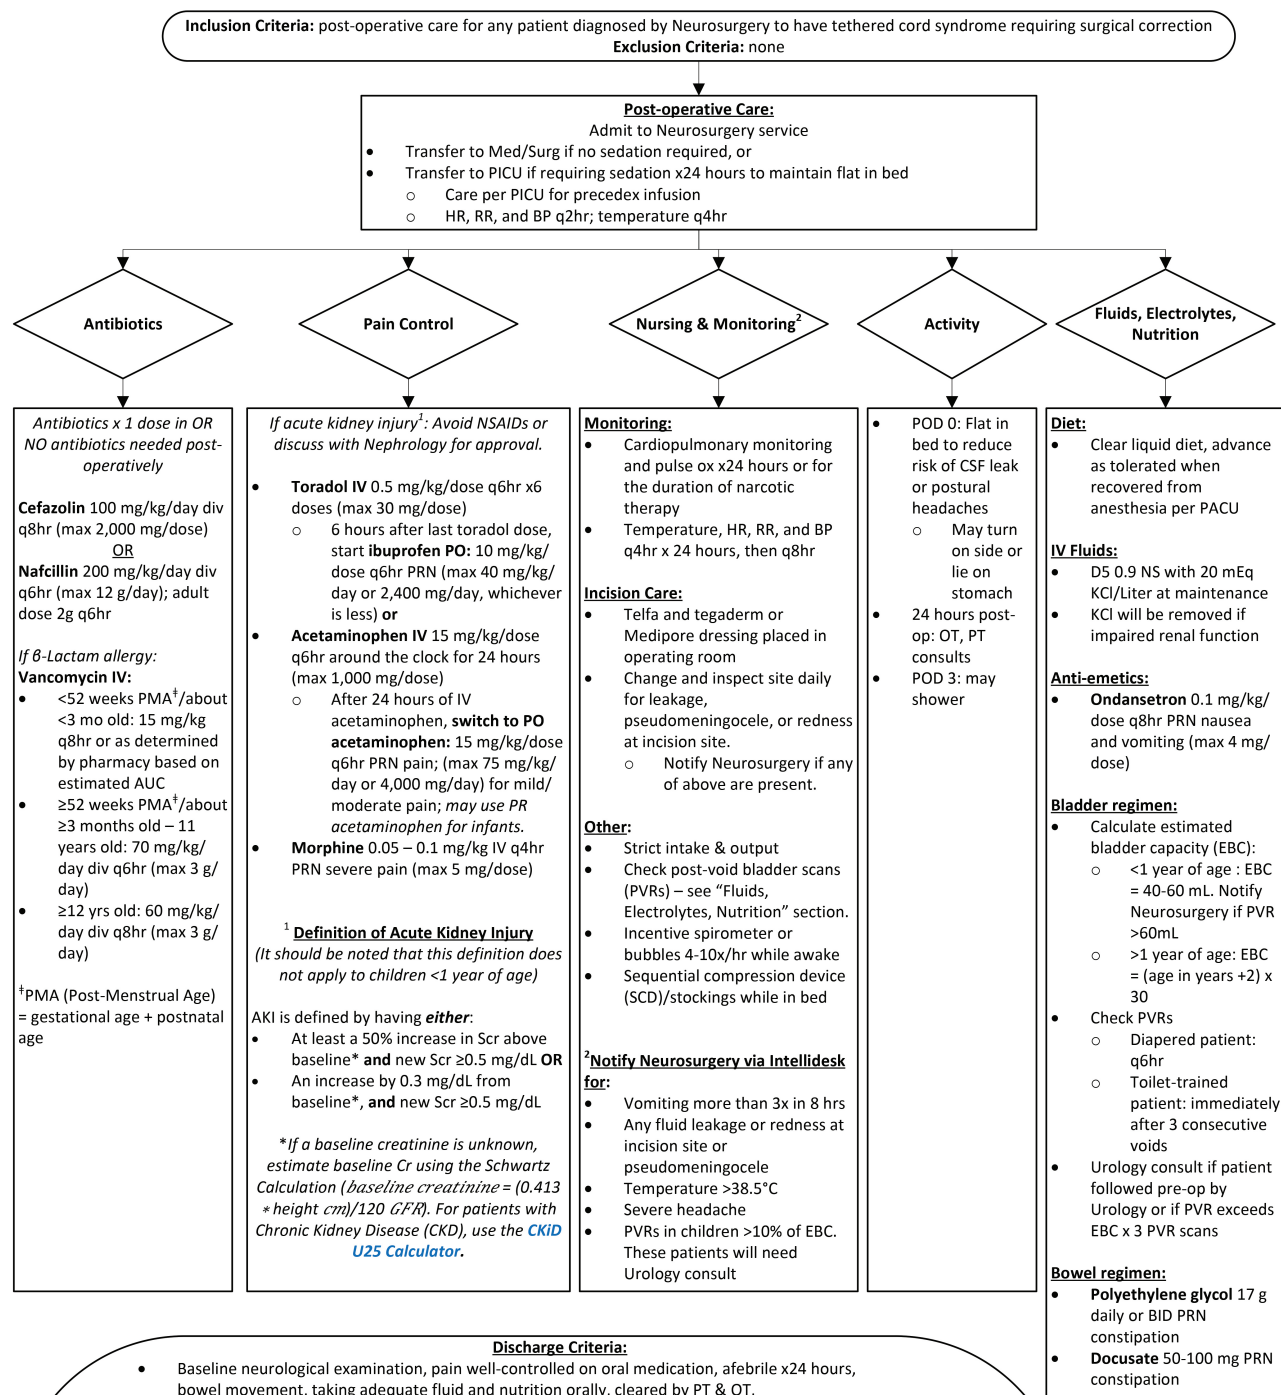 Inclusion Criteria: post-operative care for any patient diagnosed by Neurosurgery to have tethered cord syndrome requiring surgical correction
Exclusion Criteria: none
Post-operative Care:
Admit to Neurosurgery service
• Transfer to Med/Surg if no sedation required, or
• Transfer to PICU if requiring sedation x24 hours to maintain flat in bed
○ Care per PICU for precedex infusion
○ HR, RR, and BP q2hr; temperature q4hr
Antibiotics
Pain Control
Nursing & Monitoring²
Activity
Fluids, Electrolytes,
Nutrition
Antibiotics x 1 dose in OR
NO antibiotics needed post-
operatively
Cefazolin 100 mg/kg/day div
q8hr (max 2,000 mg/dose)
OR
Nafcillin 200 mg/kg/day div
q6hr (max 12 g/day); adult
dose 2g q6hr
If β-Lactam allergy:
Vancomycin IV:
• <52 weeks PMA‡/about
<3 mo old: 15 mg/kg
q8hr or as determined
by pharmacy based on
estimated AUC
• ≥52 weeks PMA‡/about
≥3 months old – 11
years old: 70 mg/kg/
day div q6hr (max 3 g/
day)
• ≥12 yrs old: 60 mg/kg/
day div q8hr (max 3 g/
day)
‡PMA (Post-Menstrual Age)
= gestational age + postnatal
age
If acute kidney injury¹: Avoid NSAIDs or
discuss with Nephrology for approval.
• Toradol IV 0.5 mg/kg/dose q6hr x6
doses (max 30 mg/dose)
○ 6 hours after last toradol dose,
start ibuprofen PO: 10 mg/kg/
dose q6hr PRN (max 40 mg/kg/
day or 2,400 mg/day, whichever
is less) or
• Acetaminophen IV 15 mg/kg/dose
q6hr around the clock for 24 hours
(max 1,000 mg/dose)
○ After 24 hours of IV
acetaminophen, switch to PO
acetaminophen: 15 mg/kg/dose
q6hr PRN pain; (max 75 mg/kg/
day or 4,000 mg/day) for mild/
moderate pain; may use PR
acetaminophen for infants.
• Morphine 0.05 – 0.1 mg/kg IV q4hr
PRN severe pain (max 5 mg/dose)
¹ Definition of Acute Kidney Injury
(It should be noted that this definition does
not apply to children <1 year of age)
AKI is defined by having either:
• At least a 50% increase in Scr above
baseline* and new Scr ≥0.5 mg/dL OR
• An increase by 0.3 mg/dL from
baseline*, and new Scr ≥0.5 mg/dL
*If a baseline creatinine is unknown,
estimate baseline Cr using the Schwartz
Calculation (baseline creatinine = (0.413
∗ height cm)/120 GFR). For patients with
Chronic Kidney Disease (CKD), use the CKiD
U25 Calculator.
Monitoring:
• Cardiopulmonary monitoring
and pulse ox x24 hours or for
the duration of narcotic
therapy
• Temperature, HR, RR, and BP
q4hr x 24 hours, then q8hr
Incision Care:
• Telfa and tegaderm or
Medipore dressing placed in
operating room
• Change and inspect site daily
for leakage,
pseudomeningocele, or redness
at incision site.
○ Notify Neurosurgery if any
of above are present.
Other:
• Strict intake & output
• Check post-void bladder scans
(PVRs) – see “Fluids,
Electrolytes, Nutrition” section.
• Incentive spirometer or
bubbles 4-10x/hr while awake
• Sequential compression device
(SCD)/stockings while in bed
²Notify Neurosurgery via Intellidesk
for:
• Vomiting more than 3x in 8 hrs
• Any fluid leakage or redness at
incision site or
pseudomeningocele
• Temperature >38.5°C
• Severe headache
• PVRs in children >10% of EBC.
These patients will need
Urology consult
• POD 0: Flat in
bed to reduce
risk of CSF leak
or postural
headaches
○ May turn
on side or
lie on
stomach
• 24 hours post-
op: OT, PT
consults
• POD 3: may
shower
Diet:
• Clear liquid diet, advance
as tolerated when
recovered from
anesthesia per PACU
IV Fluids:
• D5 0.9 NS with 20 mEq
KCl/Liter at maintenance
• KCl will be removed if
impaired renal function
Anti-emetics:
• Ondansetron 0.1 mg/kg/
dose q8hr PRN nausea
and vomiting (max 4 mg/
dose)
Bladder regimen:
• Calculate estimated
bladder capacity (EBC):
○ <1 year of age : EBC
= 40-60 mL. Notify
Neurosurgery if PVR
>60mL
○ >1 year of age: EBC
= (age in years +2) x
30
• Check PVRs
○ Diapered patient:
q6hr
○ Toilet-trained
patient: immediately
after 3 consecutive
voids
• Urology consult if patient
followed pre-op by
Urology or if PVR exceeds
EBC x 3 PVR scans
Bowel regimen:
• Polyethylene glycol 17 g
daily or BID PRN
constipation
• Docusate 50-100 mg PRN
constipation
Discharge Criteria:
• Baseline neurological examination, pain well-controlled on oral medication, afebrile x24 hours,
bowel movement, taking adequate fluid and nutrition orally, cleared by PT & OT.